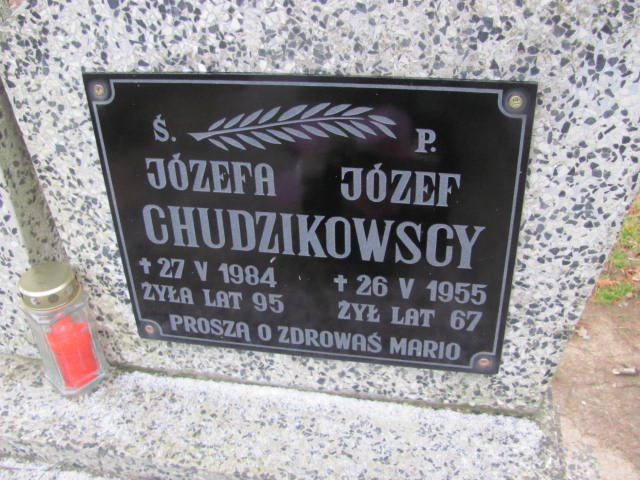 Ś. P.
JÓZEFA JÓZEF
CHUDZIKOWSCY
✝ 27 V 1984 ✝ 26 V 1955
ŻYŁA LAT 95 ŻYŁ LAT 67
PROSZĄ O ZDROWAŚ MARIO